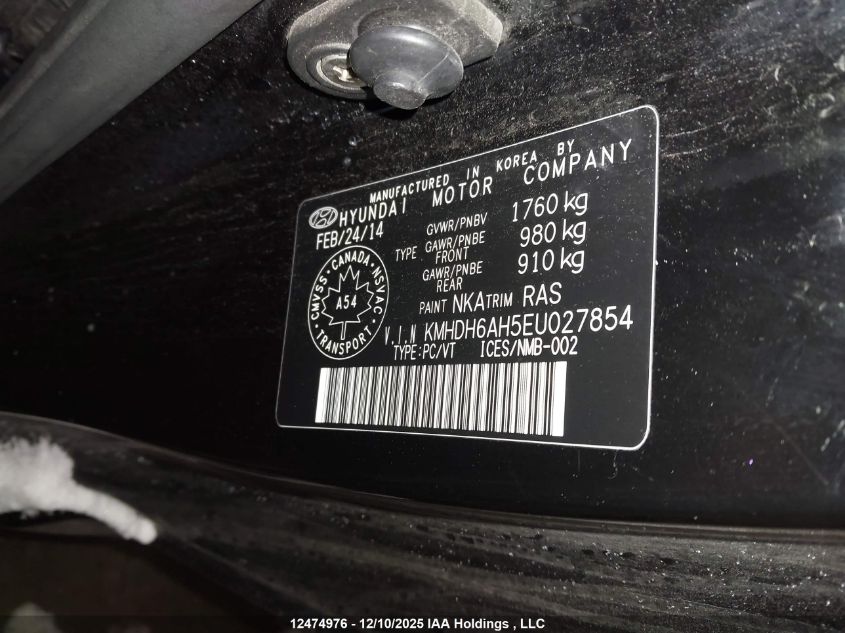 MANUFACTURED IN KOREA BY
HYUNDAI MOTOR COMPANY
FEB/24/14
GVWR/PNBV 1760 kg
TYPE GAWR/PNBE FRONT 980 kg
GAWR/PNBE REAR 910 kg
PAINT NKA TRIM RAS
V.I.N KMHDH6AH5EU027854
TYPE:PC/VT ICES/NMB-002
CMVSS · CANADA · NSVAC
A54
TRANSPORT
12474976 - 12/10/2025 IAA Holdings , LLC